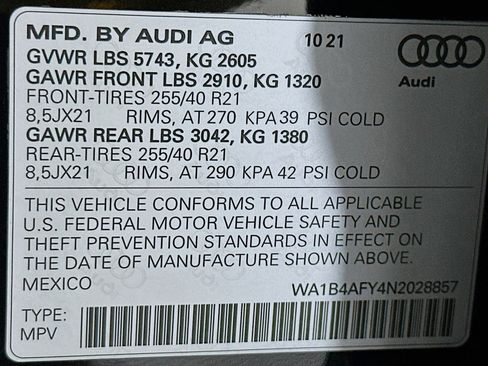 MFD. BY AUDI AG 10 21
GVWR LBS 5743, KG 2605
GAWR FRONT LBS 2910, KG 1320
Audi
FRONT-TIRES 255/40 R21
8,5JX21 RIMS, AT 270 KPA 39 PSI COLD
GAWR REAR LBS 3042, KG 1380
REAR-TIRES 255/40 R21
8,5JX21 RIMS, AT 290 KPA 42 PSI COLD
THIS VEHICLE CONFORMS TO ALL APPLICABLE
U.S. FEDERAL MOTOR VEHICLE SAFETY AND
THEFT PREVENTION STANDARDS IN EFFECT ON
THE DATE OF MANUFACTURE SHOWN ABOVE.
MEXICO WA1B4AFY4N2028857
TYPE:
MPV